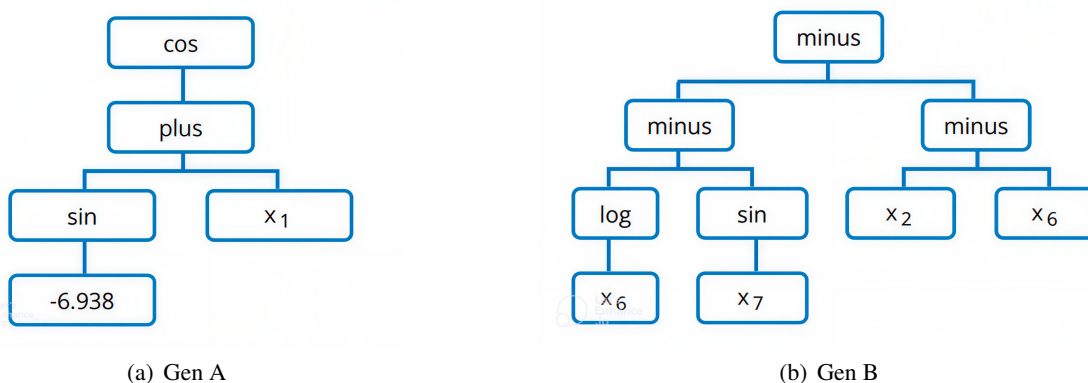 cos
plus
sin
x 1
-6.938
(a) Gen A
minus
minus
minus
log
sin
x 2
x 6
x 6
x 7
(b) Gen B